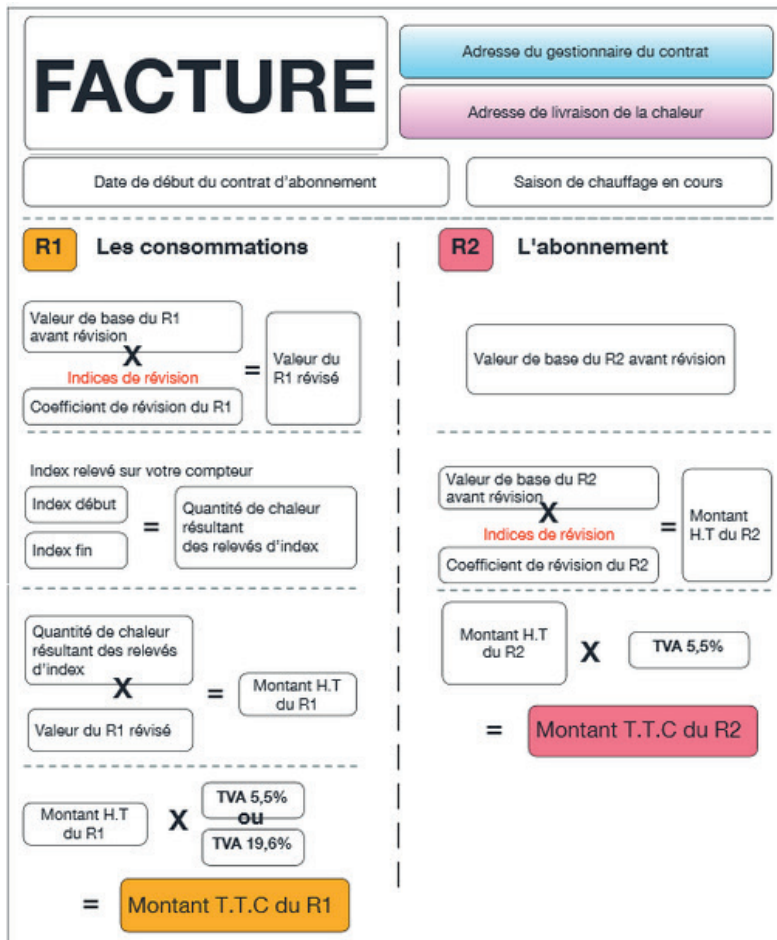 FACTURE
Adresse du gestionnaire du contrat
Adresse de livraison de la chaleur
Date de début du contrat d'abonnement
Saison de chauffage en cours
R1 Les consommations
Valeur de base du R1
avant révision
X
Indices de révision
Coefficient de révision du R1
=
Valeur du
R1 révisé
Index relevé sur votre compteur
Index début
Index fin
=
Quantité de chaleur
résultant
des relevés d'index
Quantité de chaleur
résultant des relevés
d'index
X
Valeur du R1 révisé
=
Montant H.T
du R1
Montant H.T
du R1
X
TVA 5,5%
ou
TVA 19,6%
=
Montant T.T.C du R1
R2 L'abonnement
Valeur de base du R2 avant révision
Valeur de base du R2
avant révision
X
Indices de révision
Coefficient de révision du R2
=
Montant
H.T du R2
Montant H.T
du R2
X
TVA 5,5%
=
Montant T.T.C du R2